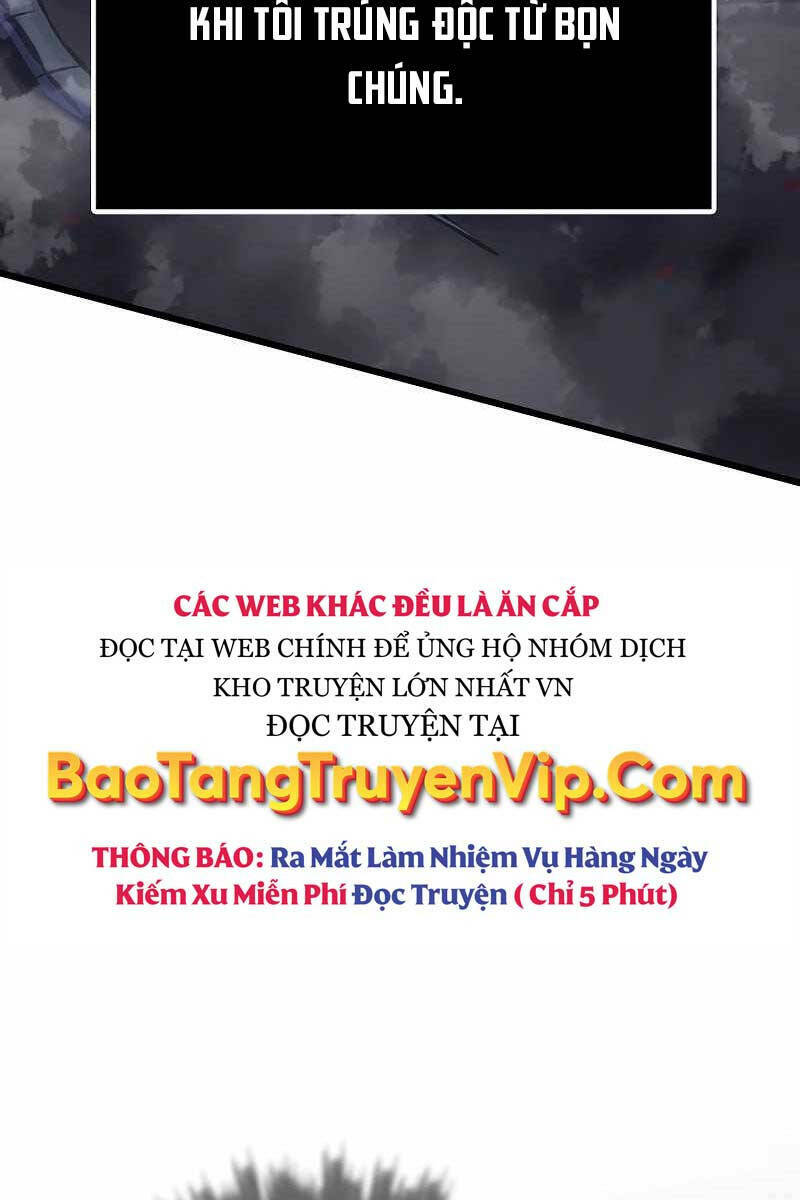 KHI TÔI TRÚNG ĐỘC TỪ BỌN
CHÚNG.
CÁC WEB KHÁC ĐỀU LÀ ĂN CẮP
ĐỌC TẠI WEB CHÍNH ĐỂ ỦNG HỘ NHÓM DỊCH
KHO TRUYỆN LỚN NHẤT VN
ĐỌC TRUYỆN TẠI
BaoTangTruyenVip.Com
THÔNG BÁO: Ra Mắt Làm Nhiệm Vụ Hàng Ngày
Kiếm Xu Miễn Phí Đọc Truyện ( Chỉ 5 Phút)